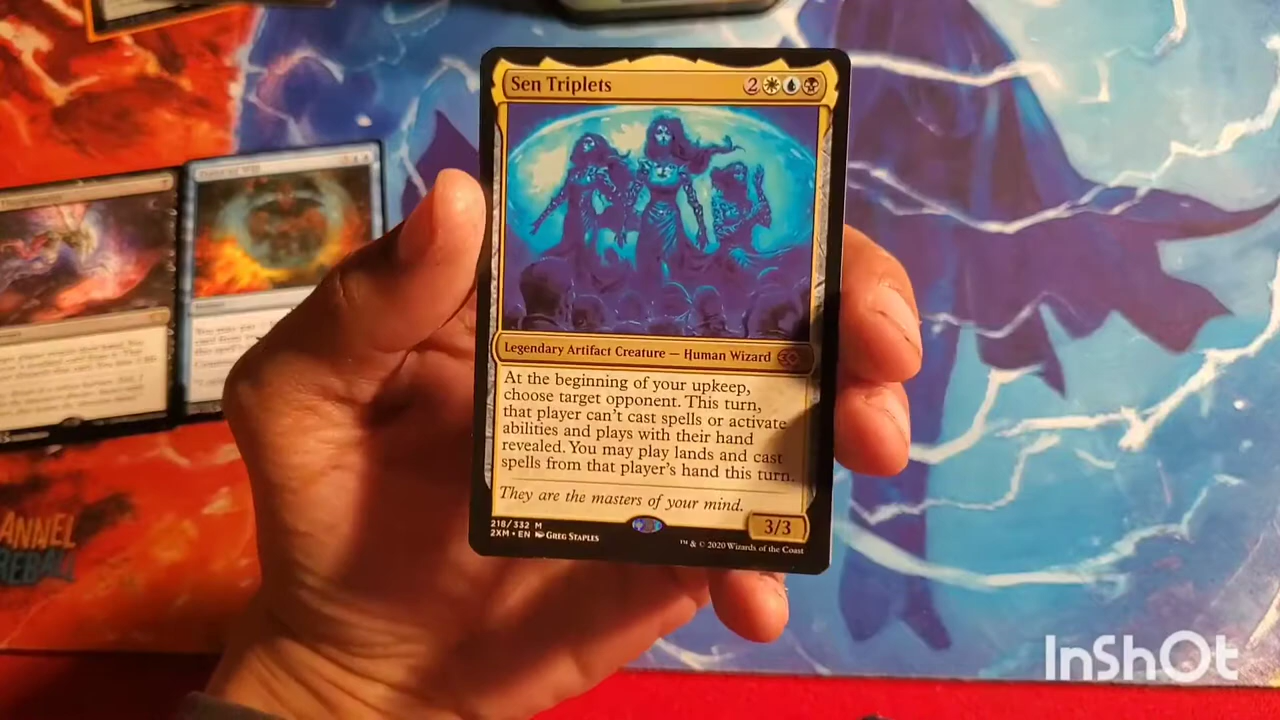 Sen Triplets 2
Legendary Artifact Creature — Human Wizard
At the beginning of your upkeep,
choose target opponent. This turn,
that player can't cast spells or activate
abilities and plays with their hand
revealed. You may play lands and cast
spells from that player's hand this turn.
They are the masters of your mind.
3/3
218/332 M
2XM • EN GREG STAPLES
™ & © 2020 Wizards of the Coast
ANNEL
REBALL
InShOt